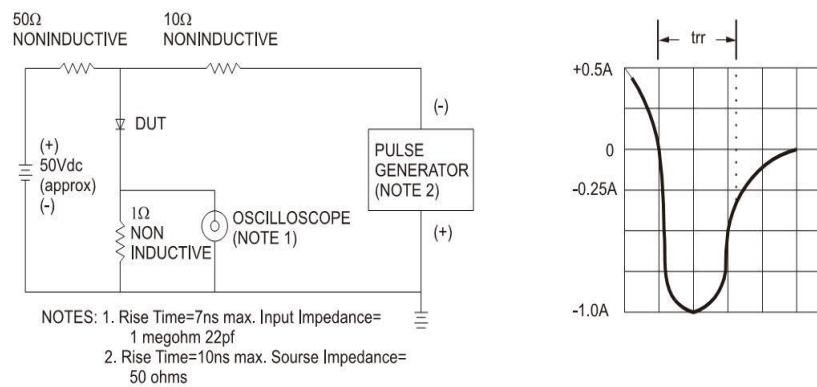 50Ω
NONINDUCTIVE
10Ω
NONINDUCTIVE
DUT
(+)
50Vdc
(approx)
(-)
1Ω
NON
INDUCTIVE
OSCILLOSCOPE
(NOTE 1)
(-)
PULSE
GENERATOR
(NOTE 2)
(+)
NOTES: 1. Rise Time=7ns max. Input Impedance=
1 megohm 22pf
2. Rise Time=10ns max. Sourse Impedance=
50 ohms
trr
+0.5A
0
-0.25A
-1.0A